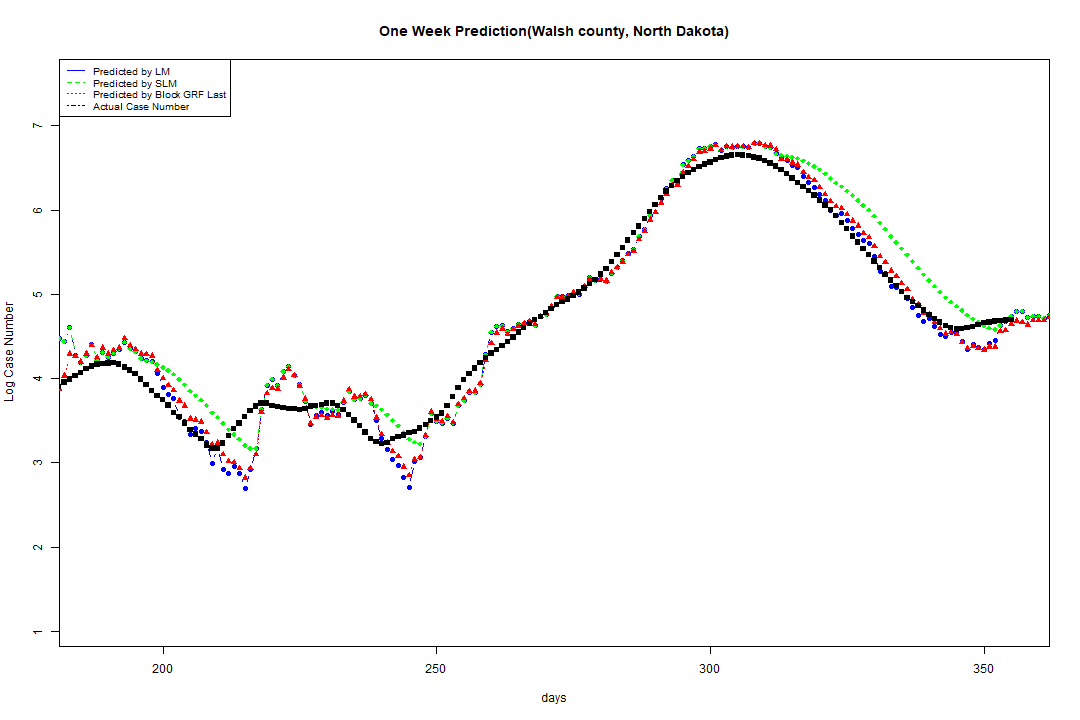 One Week Prediction(Walsh county, North Dakota)
Predicted by LM
Predicted by SLM
Predicted by Block GRF Last
Actual Case Number
7
6
5
4
3
2
1
Log Case Number
200
250
300
350
days